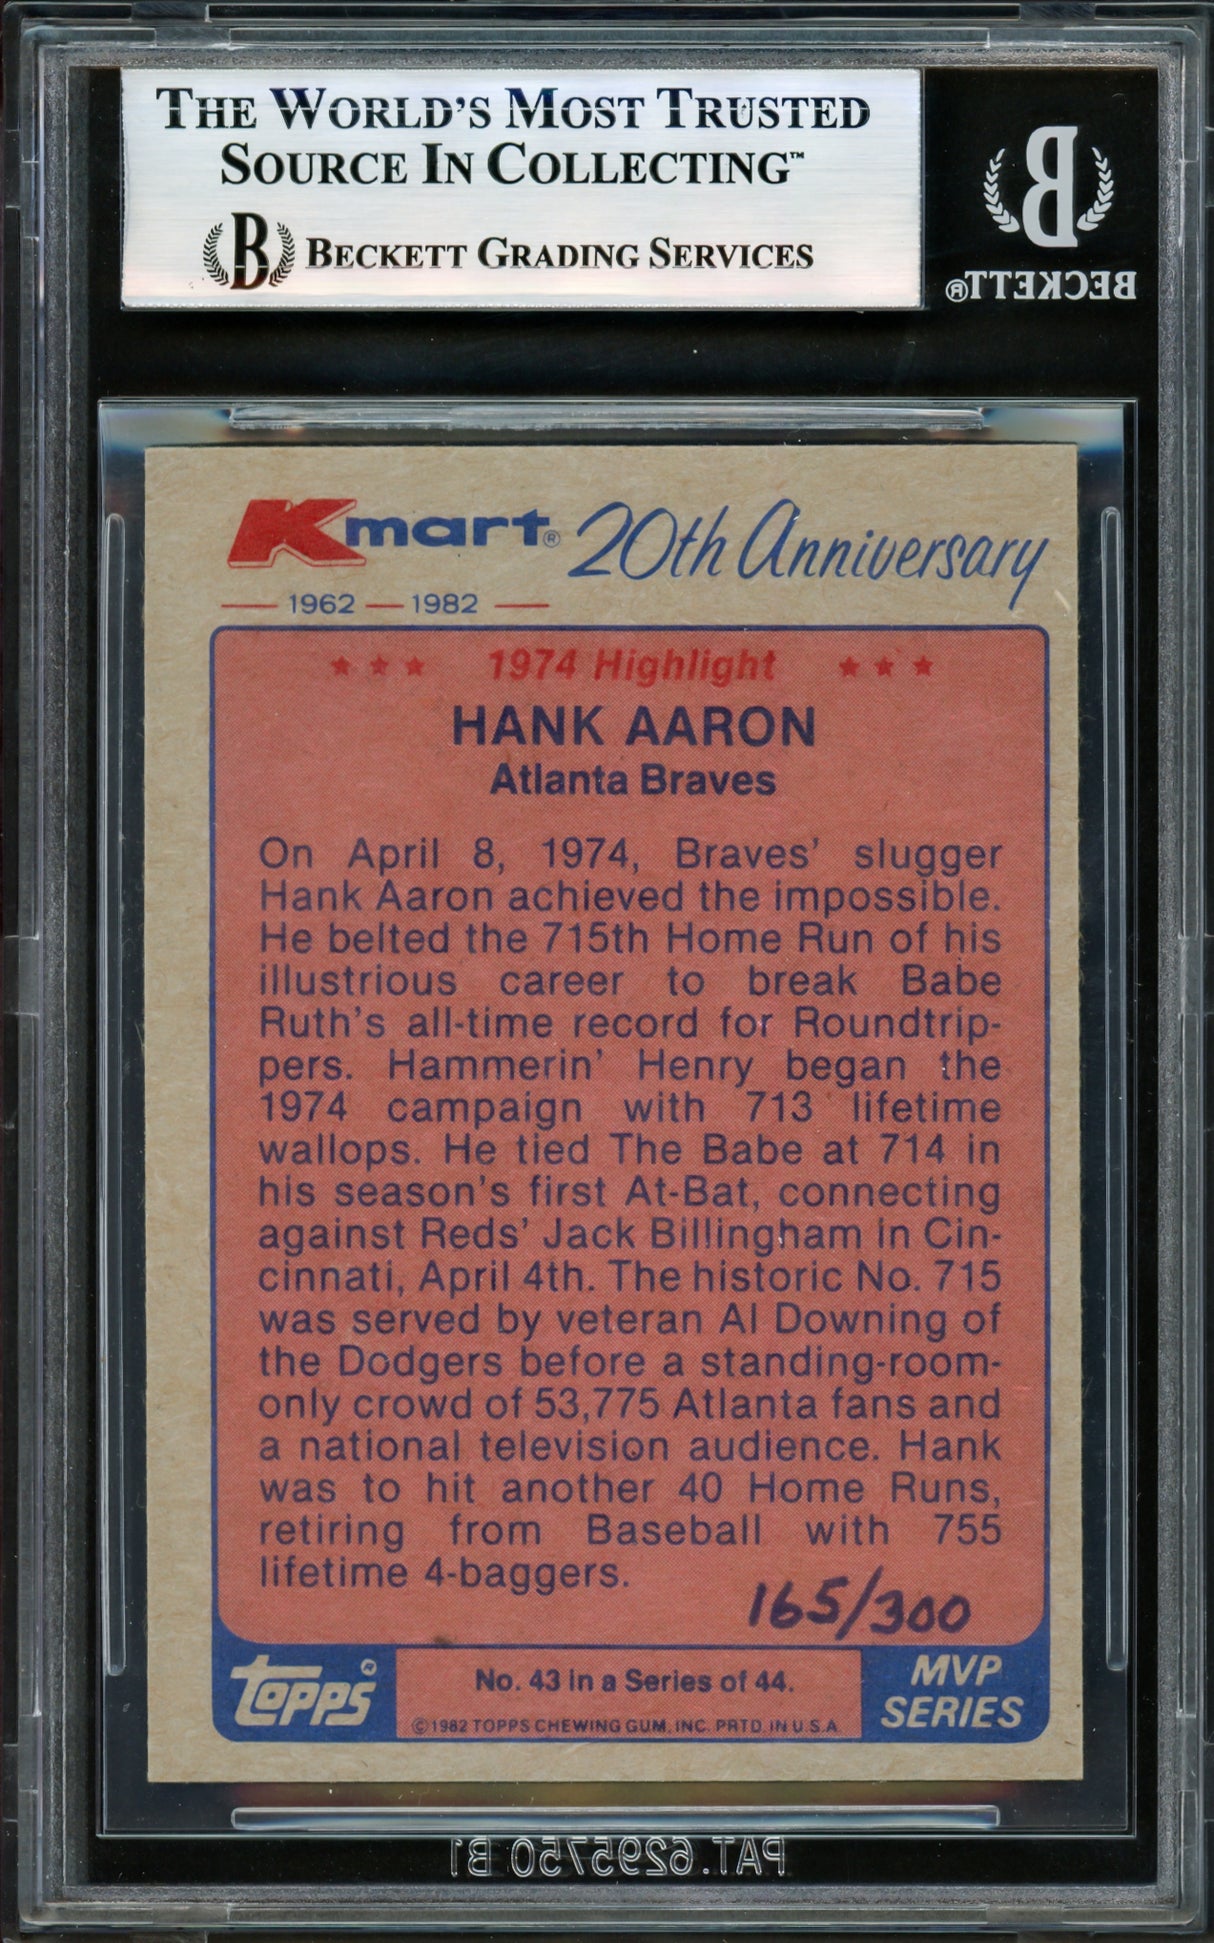 THE WORLD'S MOST TRUSTED
SOURCE IN COLLECTING™
B BECKETT GRADING SERVICES
B
BECKETT®
Kmart® 20th Anniversary
1962 — 1982
★ ★ ★ 1974 Highlight ★ ★ ★
HANK AARON
Atlanta Braves
On April 8, 1974, Braves' slugger
Hank Aaron achieved the impossible.
He belted the 715th Home Run of his
illustrious career to break Babe
Ruth's all-time record for Roundtrip-
pers. Hammerin' Henry began the
1974 campaign with 713 lifetime
wallops. He tied The Babe at 714 in
his season's first At-Bat, connecting
against Reds' Jack Billingham in Cin-
cinnati, April 4th. The historic No. 715
was served by veteran Al Downing of
the Dodgers before a standing-room-
only crowd of 53,775 Atlanta fans and
a national television audience. Hank
was to hit another 40 Home Runs,
retiring from Baseball with 755
lifetime 4-baggers.
165/300
Topps®
No. 43 in a Series of 44.
©1982 TOPPS CHEWING GUM, INC. PRTD. IN U.S.A.
MVP
SERIES
PAT. 6295750 B1